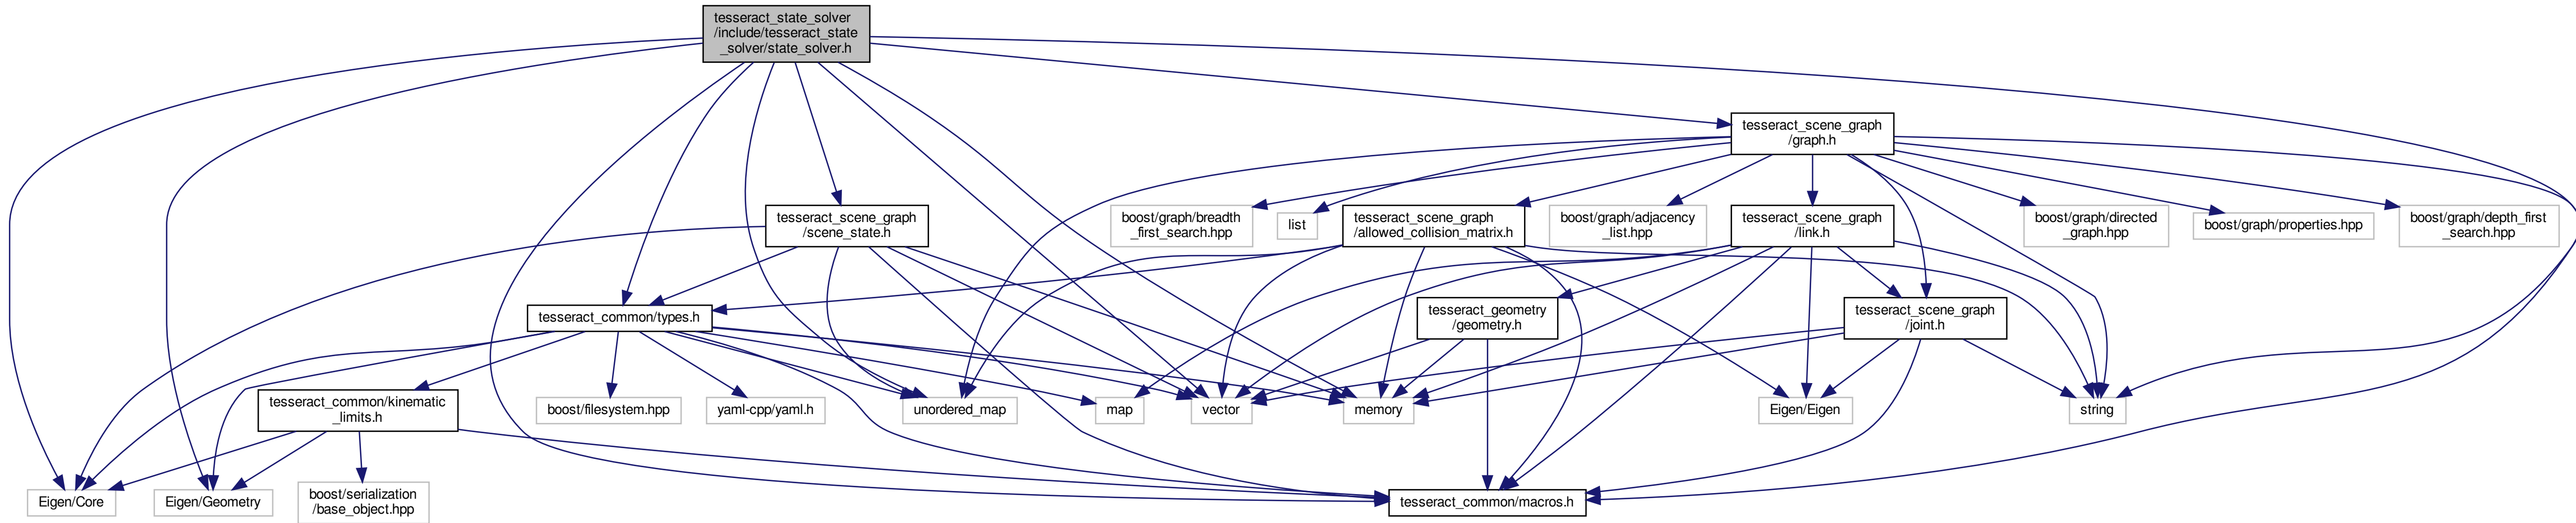 tesseract_state_solver
/include/tesseract_state
_solver/state_solver.h
tesseract_scene_graph
/graph.h
tesseract_scene_graph
/scene_state.h
boost/graph/breadth
_first_search.hpp
list
tesseract_scene_graph
/allowed_collision_matrix.h
boost/graph/adjacency
_list.hpp
tesseract_scene_graph
/link.h
boost/graph/directed
_graph.hpp
boost/graph/properties.hpp
boost/graph/depth_first
_search.hpp
tesseract_common/types.h
tesseract_geometry
/geometry.h
tesseract_scene_graph
/joint.h
tesseract_common/kinematic
_limits.h
boost/filesystem.hpp
yaml-cpp/yaml.h
unordered_map
map
vector
memory
Eigen/Eigen
string
Eigen/Core
Eigen/Geometry
boost/serialization
/base_object.hpp
tesseract_common/macros.h